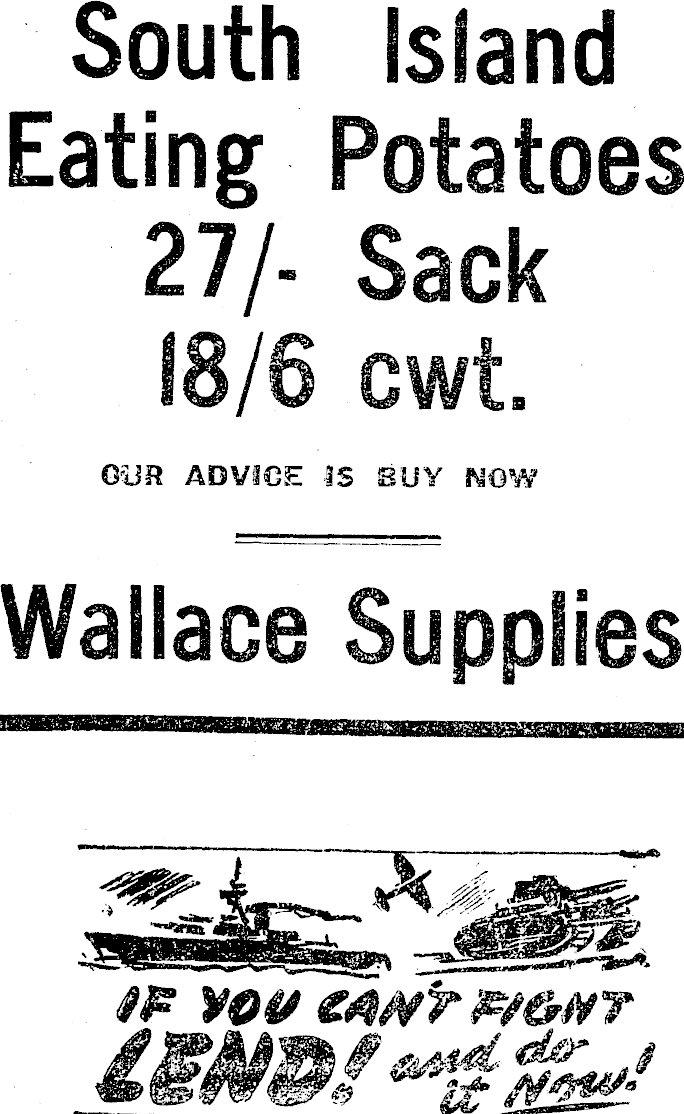 South Island
Eating Potatoes
27/- Sack
18/6 cwt.
OUR ADVICE IS BUY NOW
Wallace Supplies
IF YOU CAN'T FIGHT
LEND! and do
it Now!